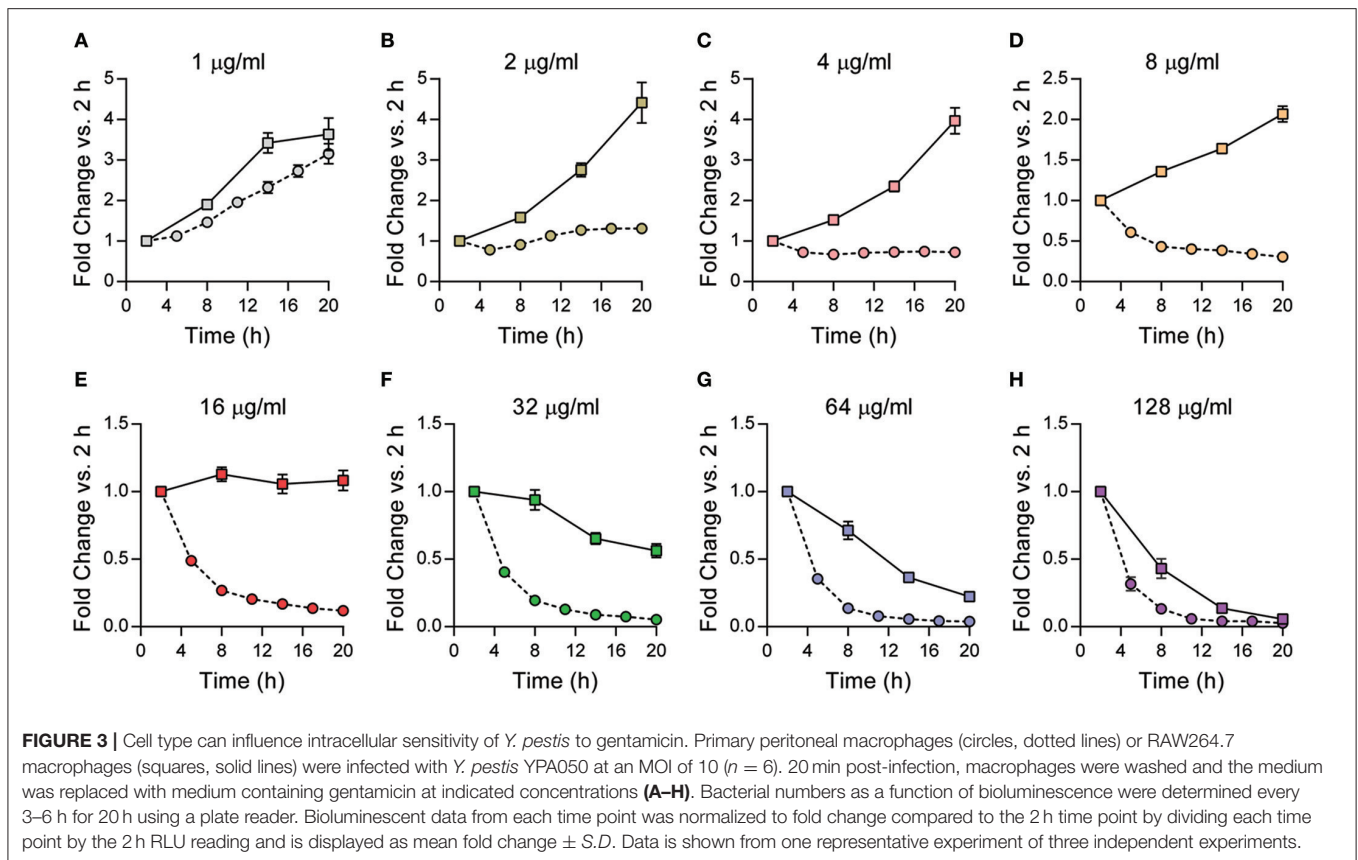 A
1 μg/ml
Fold Change vs. 2 h
5
4
3
2
1
0
0 4 8 12 16 20
Time (h)
B
2 μg/ml
Fold Change vs. 2 h
5
4
3
2
1
0
0 4 8 12 16 20
Time (h)
C
4 μg/ml
Fold Change vs. 2 h
5
4
3
2
1
0
0 4 8 12 16 20
Time (h)
D
8 μg/ml
Fold Change vs. 2 h
2.5
2.0
1.5
1.0
0.5
0
0 4 8 12 16 20
Time (h)
E
16 μg/ml
Fold Change vs. 2 h
1.5
1.0
0.5
0.0
0 4 8 12 16 20
Time (h)
F
32 μg/ml
Fold Change vs. 2 h
1.5
1.0
0.5
0.0
0 4 8 12 16 20
Time (h)
G
64 μg/ml
Fold Change vs. 2 h
1.5
1.0
0.5
0.0
0 4 8 12 16 20
Time (h)
H
128 μg/ml
Fold Change vs. 2 h
1.5
1.0
0.5
0.0
0 4 8 12 16 20
Time (h)
FIGURE 3 | Cell type can influence intracellular sensitivity of Y. pestis to gentamicin. Primary peritoneal macrophages (circles, dotted lines) or RAW264.7
macrophages (squares, solid lines) were infected with Y. pestis YPA050 at an MOI of 10 (n = 6). 20 min post-infection, macrophages were washed and the medium
was replaced with medium containing gentamicin at indicated concentrations (A–H). Bacterial numbers as a function of bioluminescence were determined every
3–6 h for 20 h using a plate reader. Bioluminescent data from each time point was normalized to fold change compared to the 2 h time point by dividing each time
point by the 2 h RLU reading and is displayed as mean fold change ± S.D. Data is shown from one representative experiment of three independent experiments.